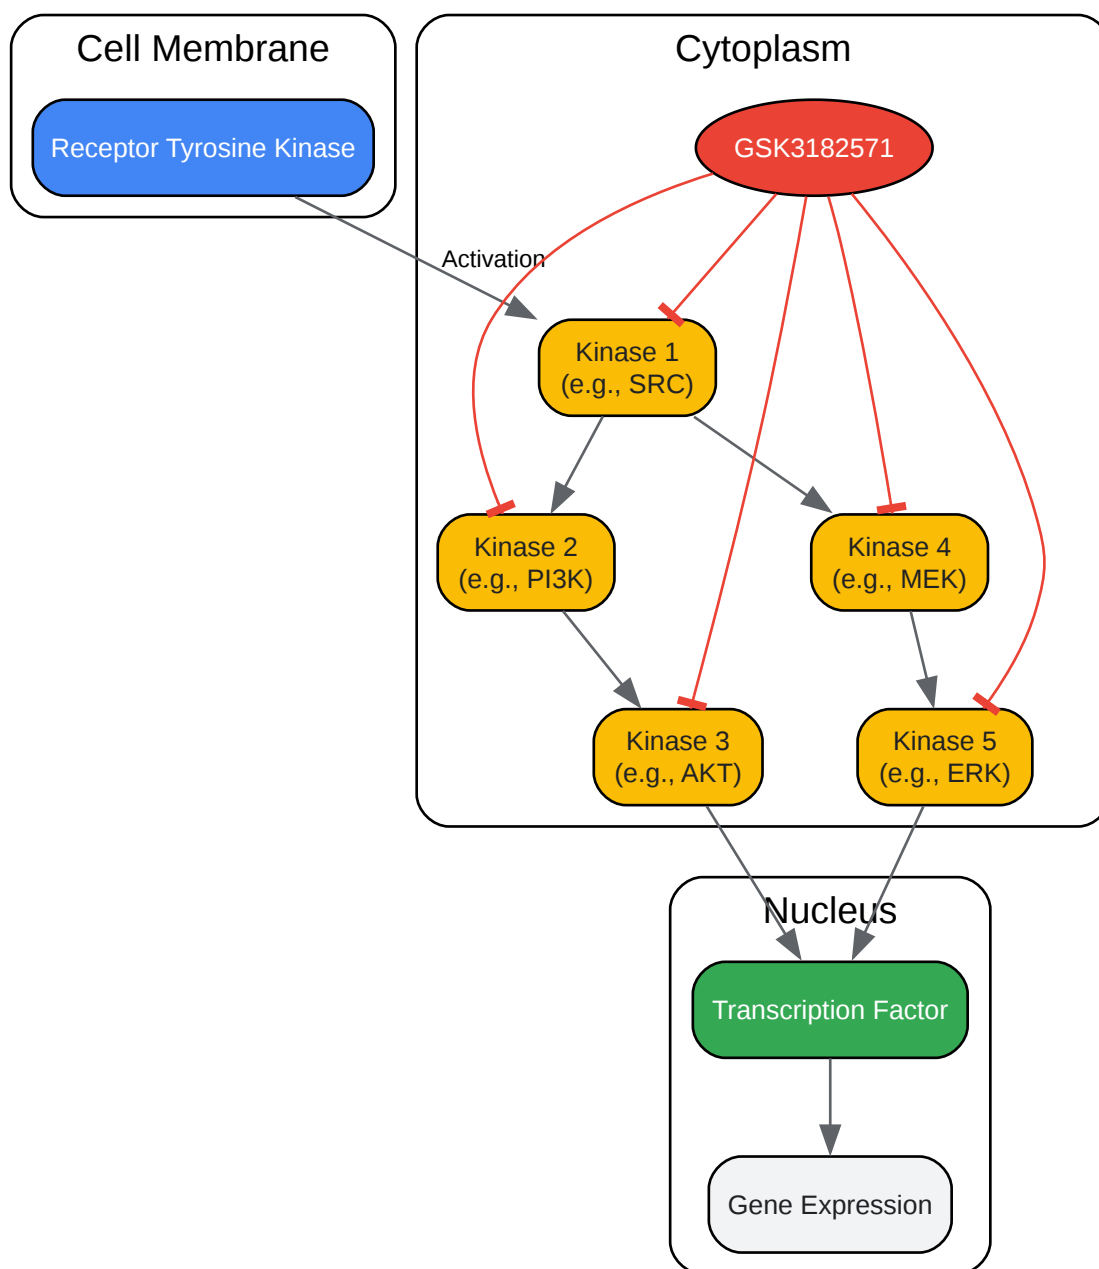 Cell Membrane
Cytoplasm
Receptor Tyrosine Kinase
GSK3182571
Activation
Kinase 1
(e.g., SRC)
Kinase 2
(e.g., PI3K)
Kinase 4
(e.g., MEK)
Kinase 3
(e.g., AKT)
Kinase 5
(e.g., ERK)
Nucleus
Transcription Factor
Gene Expression